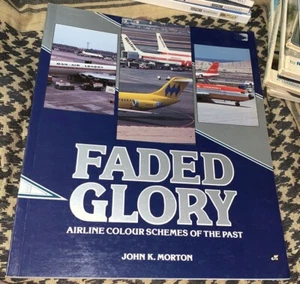 FADED
GLORY
AIRLINE COLOUR SCHEMES OF THE PAST
JOHN K. MORTON